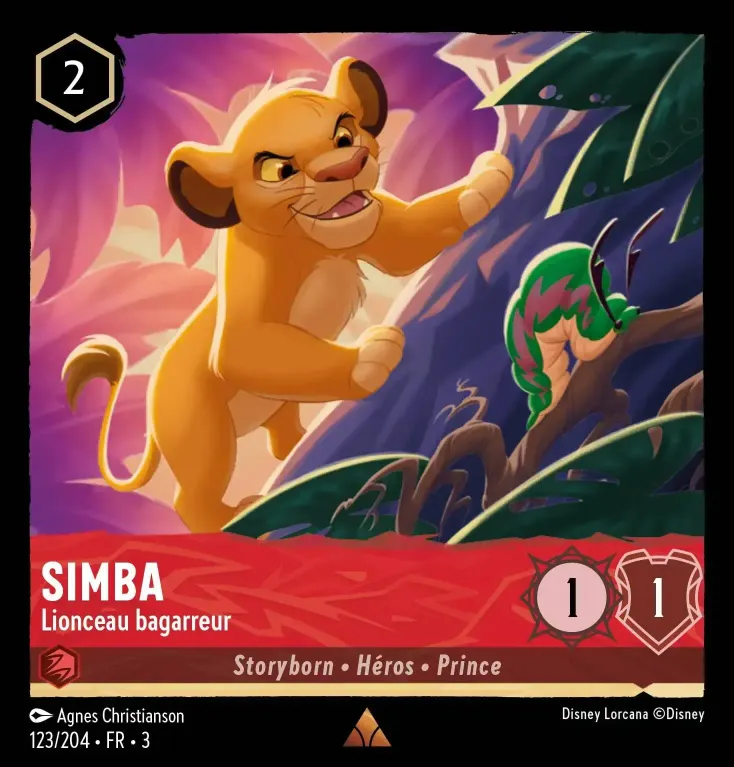 2
SIMBA
Lionceau bagarreur
1
1
Storyborn • Héros • Prince
Agnes Christianson
Disney Lorcana ©Disney
123/204 • FR • 3